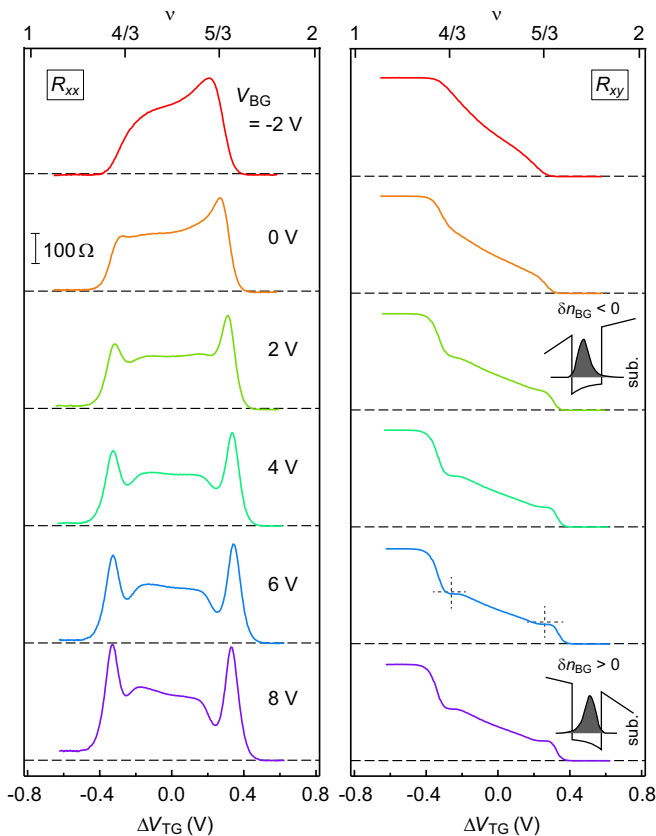 ν
ν
1
4/3
5/3
2
1
4/3
5/3
2
Rxx
VBG
= -2 V
Rxy
0 V
100 Ω
2 V
δnBG < 0
sub.
4 V
6 V
8 V
δnBG > 0
sub.
-0.8
-0.4
0.0
0.4
0.8
-0.8
-0.4
0.0
0.4
0.8
ΔVTG (V)
ΔVTG (V)